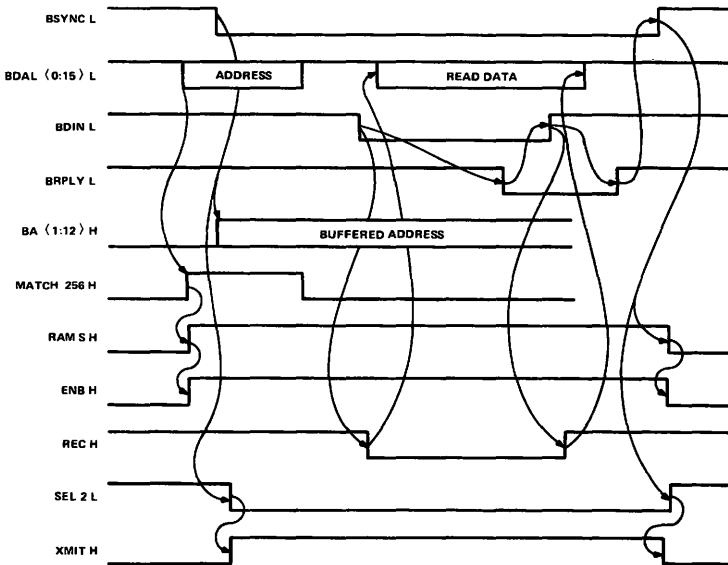 BSYNC L
BDAL ⟨0:15⟩ L ADDRESS READ DATA
BDIN L
BRPLY L
BA ⟨1:12⟩ H BUFFERED ADDRESS
MATCH 256 H
RAM S H
ENB H
REC H
SEL 2 L
XMIT H